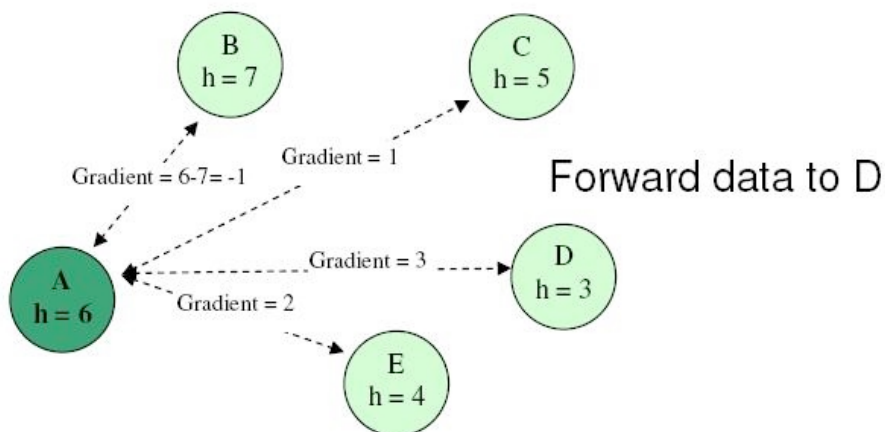 B
h = 7
C
h = 5
Gradient = 1
Gradient = 6-7= -1
Forward data to D
A
h = 6
Gradient = 3
D
h = 3
Gradient = 2
E
h = 4